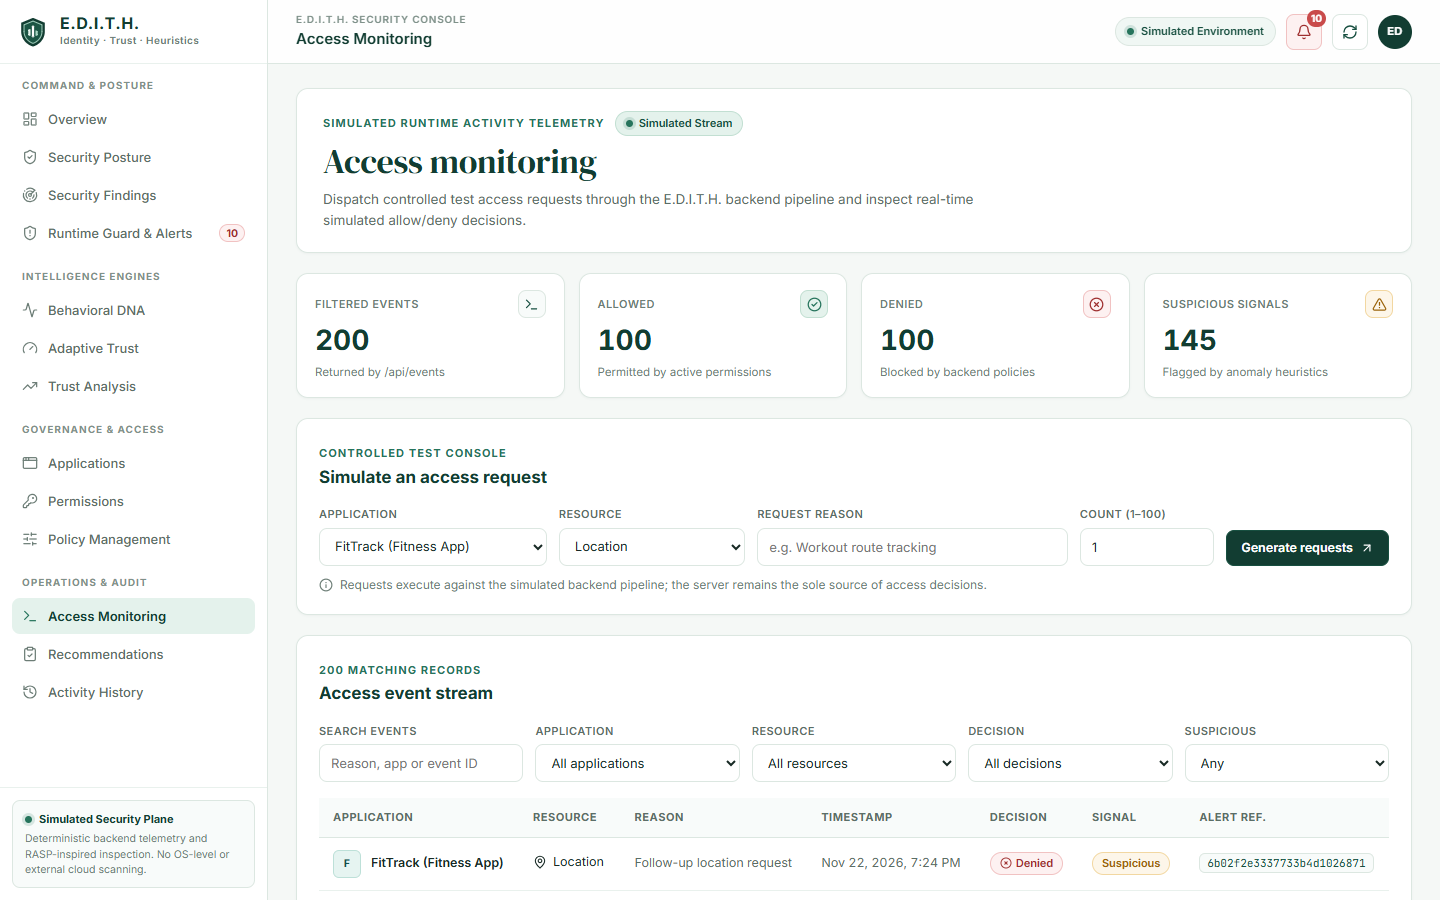 E.D.I.T.H.
Identity · Trust · Heuristics
COMMAND & POSTURE
Overview
Security Posture
Security Findings
Runtime Guard & Alerts 10
INTELLIGENCE ENGINES
Behavioral DNA
Adaptive Trust
Trust Analysis
GOVERNANCE & ACCESS
Applications
Permissions
Policy Management
OPERATIONS & AUDIT
Access Monitoring
Recommendations
Activity History
Simulated Security Plane
Deterministic backend telemetry and
RASP-inspired inspection. No OS-level or
external cloud scanning.
E.D.I.T.H. SECURITY CONSOLE
Access Monitoring
Simulated Environment 10 ED
SIMULATED RUNTIME ACTIVITY TELEMETRY Simulated Stream
Access monitoring
Dispatch controlled test access requests through the E.D.I.T.H. backend pipeline and inspect real-time
simulated allow/deny decisions.
FILTERED EVENTS
200
Returned by /api/events
ALLOWED
100
Permitted by active permissions
DENIED
100
Blocked by backend policies
SUSPICIOUS SIGNALS
145
Flagged by anomaly heuristics
CONTROLLED TEST CONSOLE
Simulate an access request
APPLICATION RESOURCE REQUEST REASON COUNT (1–100)
FitTrack (Fitness App) Location e.g. Workout route tracking 1 Generate requests
Requests execute against the simulated backend pipeline; the server remains the sole source of access decisions.
200 MATCHING RECORDS
Access event stream
SEARCH EVENTS APPLICATION RESOURCE DECISION SUSPICIOUS
Reason, app or event ID All applications All resources All decisions Any
APPLICATION RESOURCE REASON TIMESTAMP DECISION SIGNAL ALERT REF.
F FitTrack (Fitness App) Location Follow-up location request Nov 22, 2026, 7:24 PM Denied Suspicious 6b02f2e3337733b4d1026871